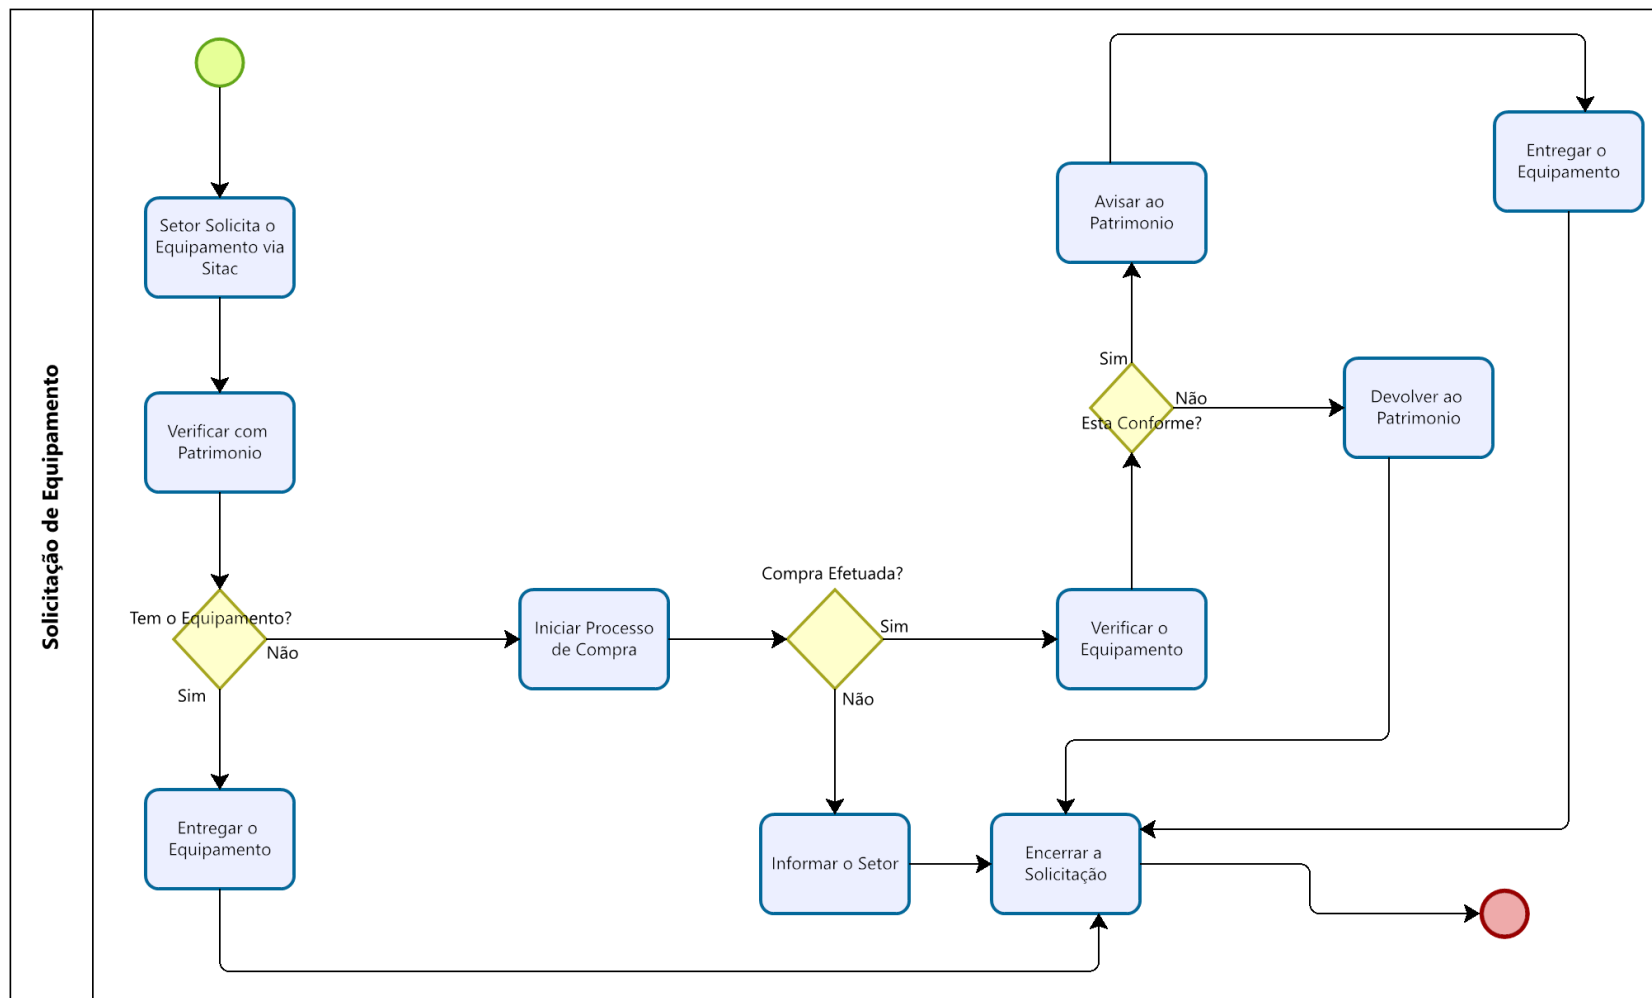 Solicitação de Equipamento
Setor Solicita o
Equipamento via
Sitac
Verificar com
Patrimonio
Tem o Equipamento?
Não
Sim
Entregar o
Equipamento
Iniciar Processo
de Compra
Compra Efetuada?
Sim
Não
Informar o Setor
Verificar o
Equipamento
Esta Conforme?
Sim
Não
Avisar ao
Patrimonio
Entregar o
Equipamento
Devolver ao
Patrimonio
Encerrar a
Solicitação